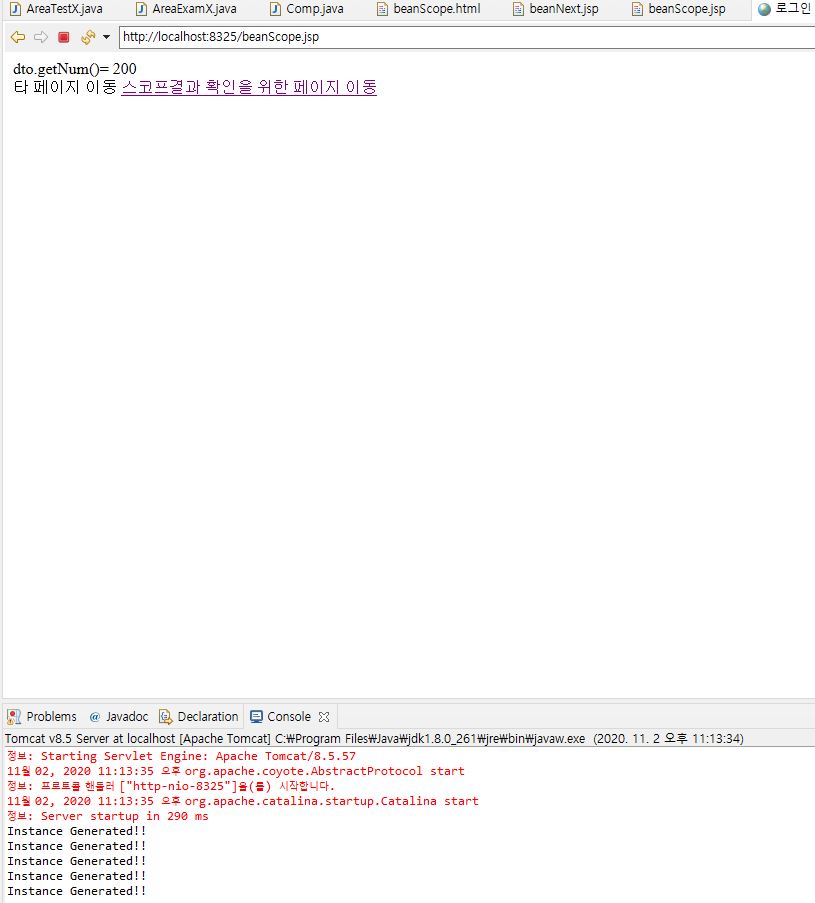 AreaTestX.java AreaExamX.java Comp.java beanScope.html beanNext.jsp beanScope.jsp 로그인
http://localhost:8325/beanScope.jsp
dto.getNum()= 200
타 페이지 이동 스코프결과 확인을 위한 페이지 이동
Problems @ Javadoc Declaration Console
Tomcat v8.5 Server at localhost [Apache Tomcat] C:₩Program Files₩Java₩jdk1.8.0_261₩jre₩bin₩javaw.exe (2020. 11. 2 오후 11:13:34)
정보: Starting Servlet Engine: Apache Tomcat/8.5.57
11월 02, 2020 11:13:35 오후 org.apache.coyote.AbstractProtocol start
정보: 프로토콜 핸들러 ["http-nio-8325"]을(를) 시작합니다.
11월 02, 2020 11:13:35 오후 org.apache.catalina.startup.Catalina start
정보: Server startup in 290 ms
Instance Generated!!
Instance Generated!!
Instance Generated!!
Instance Generated!!
Instance Generated!!